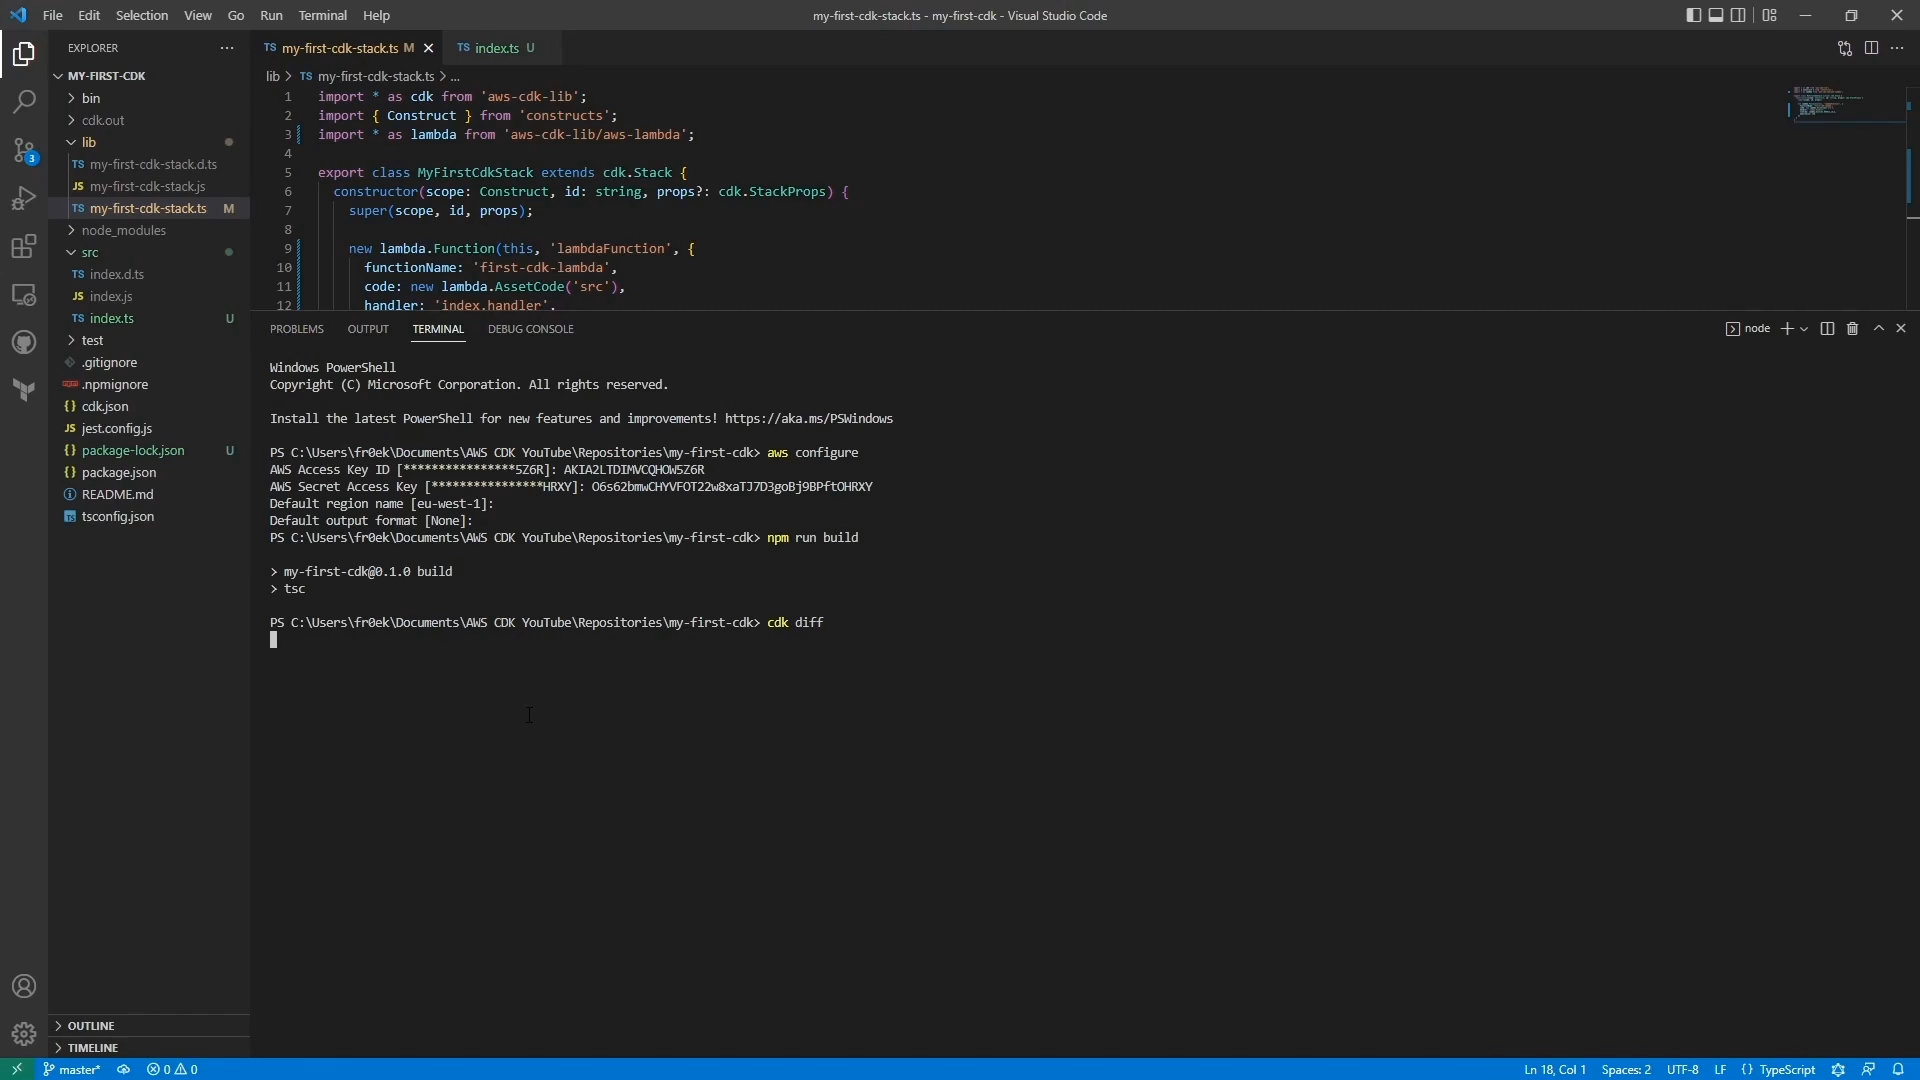 File Edit Selection View Go Run Terminal Help
my-first-cdk-stack.ts - my-first-cdk - Visual Studio Code
EXPLORER
MY-FIRST-CDK
bin
cdk.out
lib
TS my-first-cdk-stack.d.ts
JS my-first-cdk-stack.js
TS my-first-cdk-stack.ts M
node_modules
src
TS index.d.ts
JS index.js
TS index.ts U
test
.gitignore
.npmignore
{} cdk.json
JS jest.config.js
{} package-lock.json U
{} package.json
README.md
tsconfig.json
OUTLINE
TIMELINE
3
TS my-first-cdk-stack.ts M
TS index.ts U
lib > TS my-first-cdk-stack.ts > ...
1 import * as cdk from 'aws-cdk-lib';
2 import { Construct } from 'constructs';
3 import * as lambda from 'aws-cdk-lib/aws-lambda';
4
5 export class MyFirstCdkStack extends cdk.Stack {
6 constructor(scope: Construct, id: string, props?: cdk.StackProps) {
7 super(scope, id, props);
8
9 new lambda.Function(this, 'lambdaFunction', {
10 functionName: 'first-cdk-lambda',
11 code: new lambda.AssetCode('src'),
12 handler: 'index.handler',
PROBLEMS OUTPUT TERMINAL DEBUG CONSOLE
node
Windows PowerShell
Copyright (C) Microsoft Corporation. All rights reserved.
Install the latest PowerShell for new features and improvements! https://aka.ms/PSWindows
PS C:\Users\fr0ek\Documents\AWS CDK YouTube\Repositories\my-first-cdk> aws configure
AWS Access Key ID [****************5Z6R]: AKIA2LTDIMVCQHOW5Z6R
AWS Secret Access Key [****************HRXY]: 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
Default region name [eu-west-1]:
Default output format [None]:
PS C:\Users\fr0ek\Documents\AWS CDK YouTube\Repositories\my-first-cdk> npm run build
> my-first-cdk@0.1.0 build
> tsc
PS C:\Users\fr0ek\Documents\AWS CDK YouTube\Repositories\my-first-cdk> cdk diff
master* 0 0
Ln 18, Col 1 Spaces: 2 UTF-8 LF {} TypeScript